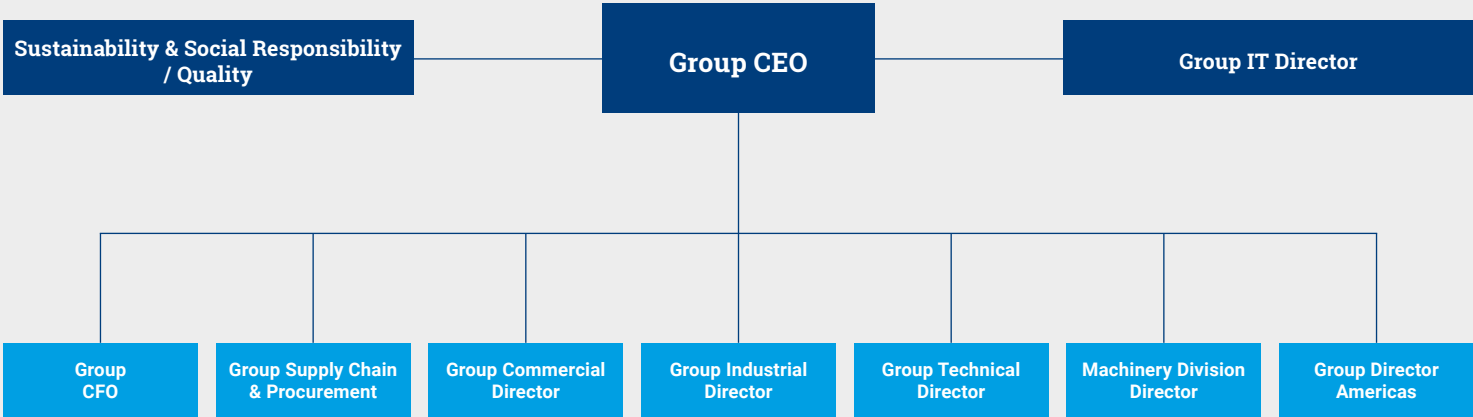 Sustainability & Social Responsibility
/ Quality
Group CEO
Group IT Director
Group
CFO
Group Supply Chain
& Procurement
Group Commercial
Director
Group Industrial
Director
Group Technical
Director
Machinery Division
Director
Group Director
Americas